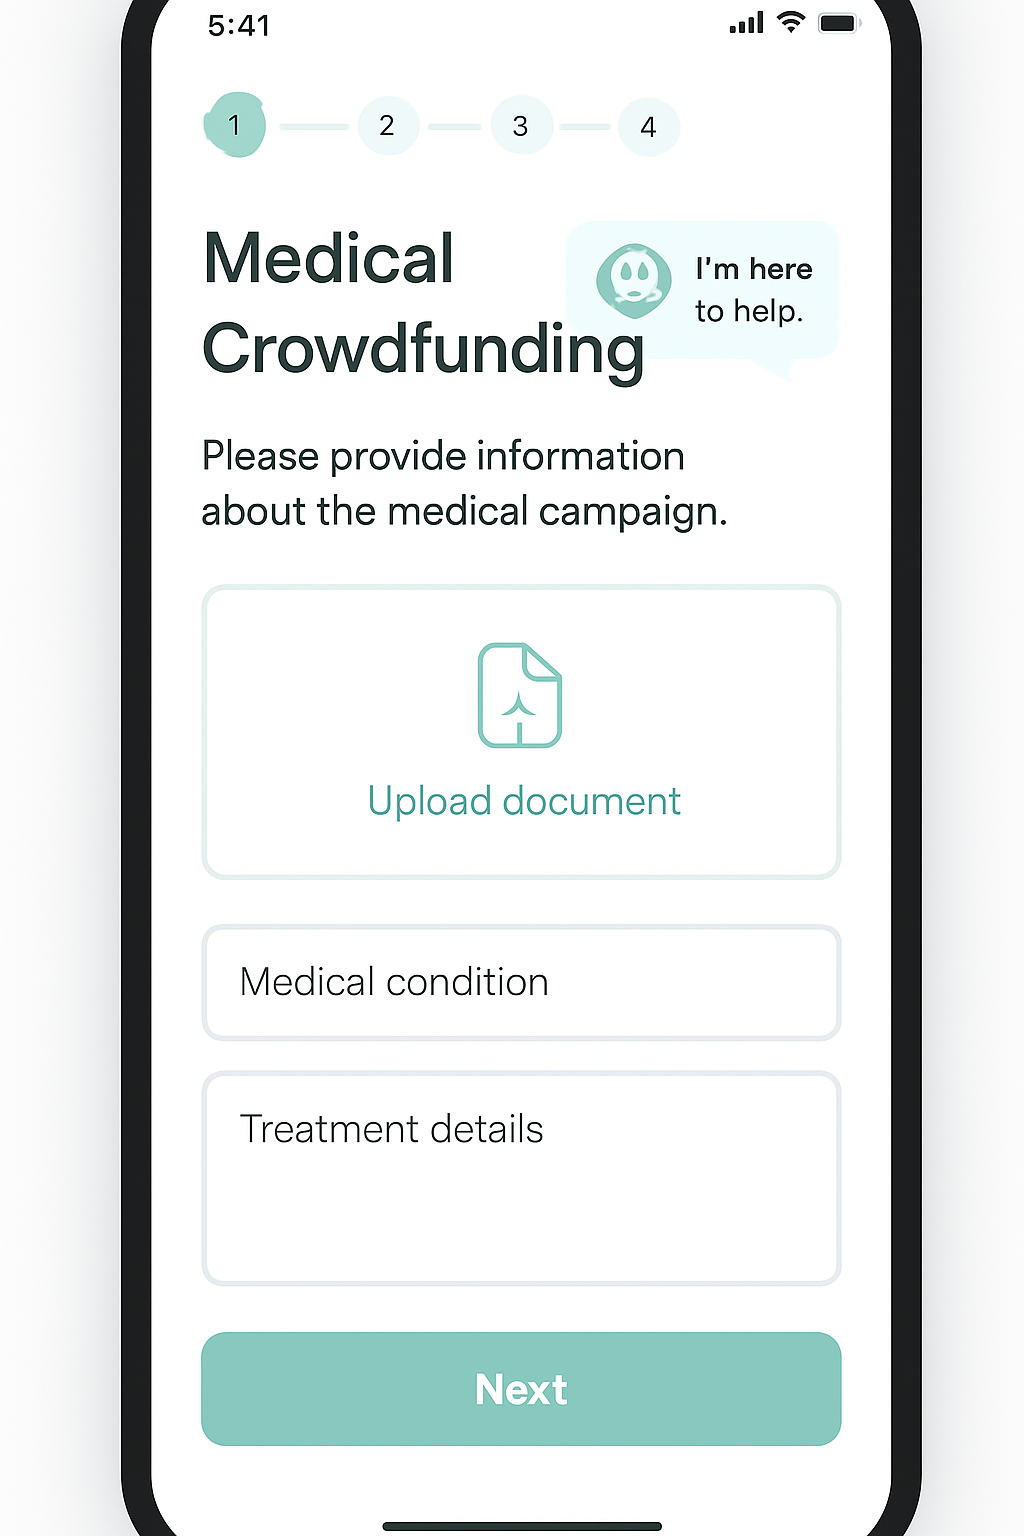 5:41
1 2 3 4
Medical
Crowdfunding
I'm here
to help.
Please provide information
about the medical campaign.
Upload document
Medical condition
Treatment details
Next